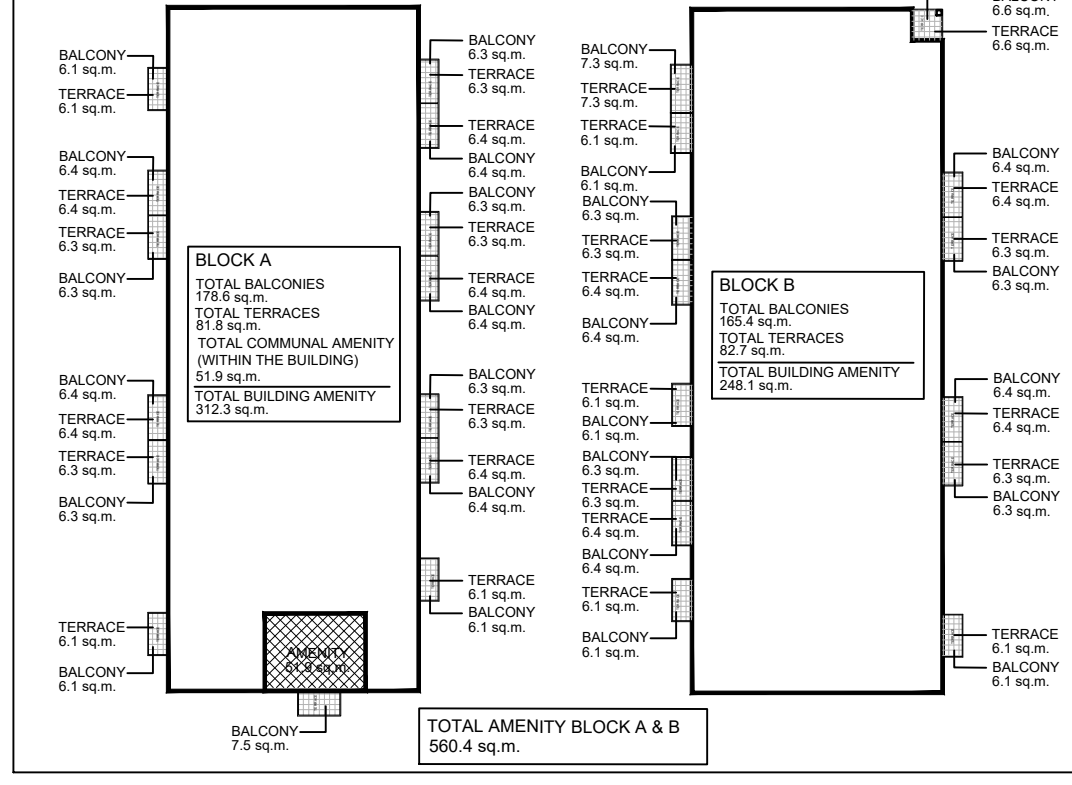 BALCONY
6.1 sq.m.
TERRACE
6.1 sq.m.
BALCONY
6.4 sq.m.
TERRACE
6.4 sq.m.
TERRACE
6.3 sq.m.
BALCONY
6.3 sq.m.
BALCONY
6.4 sq.m.
TERRACE
6.4 sq.m.
TERRACE
6.3 sq.m.
BALCONY
6.3 sq.m.
TERRACE
6.1 sq.m.
BALCONY
6.1 sq.m.
BLOCK A
TOTAL BALCONIES
178.6 sq.m.
TOTAL TERRACES
81.8 sq.m.
TOTAL COMMUNAL AMENITY
(WITHIN THE BUILDING)
51.9 sq.m.
TOTAL BUILDING AMENITY
312.3 sq.m.
AMENITY
51.9 sq.m.
BALCONY
7.5 sq.m.
BALCONY
6.3 sq.m.
TERRACE
6.3 sq.m.
TERRACE
6.4 sq.m.
BALCONY
6.4 sq.m.
BALCONY
6.3 sq.m.
TERRACE
6.3 sq.m.
TERRACE
6.4 sq.m.
BALCONY
6.4 sq.m.
BALCONY
6.3 sq.m.
TERRACE
6.3 sq.m.
TERRACE
6.4 sq.m.
BALCONY
6.4 sq.m.
TERRACE
6.1 sq.m.
BALCONY
6.1 sq.m.
BALCONY
7.3 sq.m.
TERRACE
7.3 sq.m.
TERRACE
6.1 sq.m.
BALCONY
6.1 sq.m.
BALCONY
6.3 sq.m.
TERRACE
6.3 sq.m.
TERRACE
6.4 sq.m.
BALCONY
6.4 sq.m.
TERRACE
6.1 sq.m.
BALCONY
6.1 sq.m.
BALCONY
6.3 sq.m.
TERRACE
6.3 sq.m.
TERRACE
6.4 sq.m.
BALCONY
6.4 sq.m.
TERRACE
6.1 sq.m.
BALCONY
6.1 sq.m.
BLOCK B
TOTAL BALCONIES
165.4 sq.m.
TOTAL TERRACES
82.7 sq.m.
TOTAL BUILDING AMENITY
248.1 sq.m.
6.6 sq.m.
TERRACE
6.6 sq.m.
BALCONY
6.4 sq.m.
TERRACE
6.4 sq.m.
TERRACE
6.3 sq.m.
BALCONY
6.3 sq.m.
BALCONY
6.4 sq.m.
TERRACE
6.4 sq.m.
TERRACE
6.3 sq.m.
BALCONY
6.3 sq.m.
TERRACE
6.1 sq.m.
BALCONY
6.1 sq.m.
TOTAL AMENITY BLOCK A & B
560.4 sq.m.